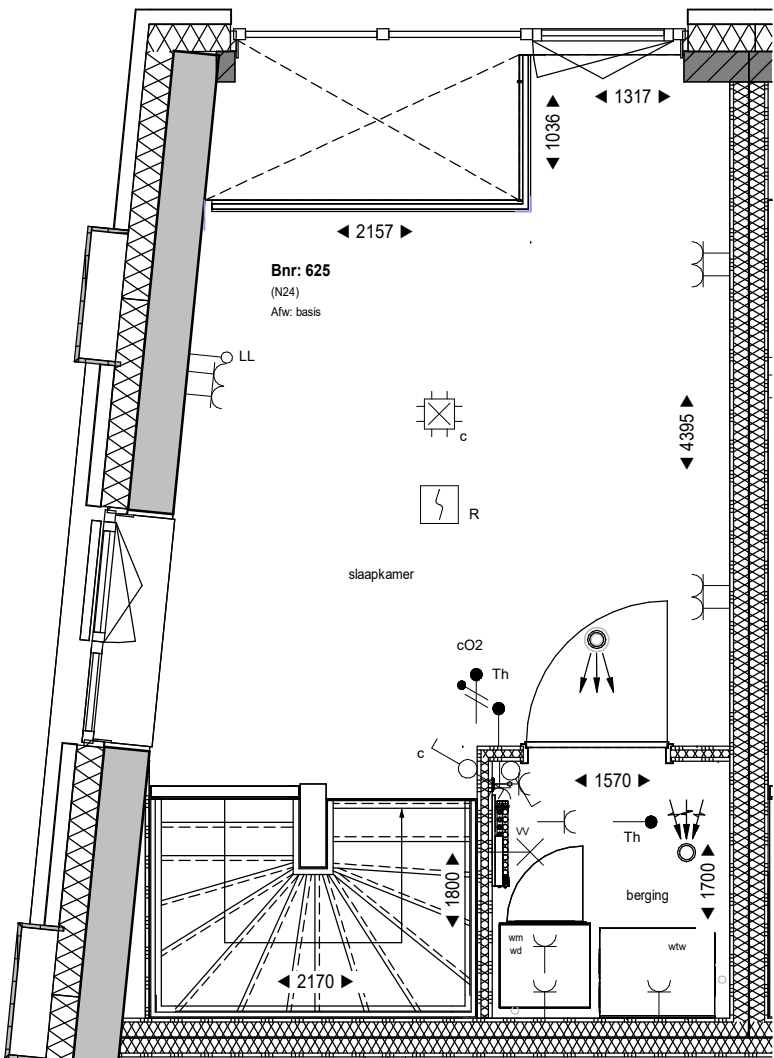 1317
1036
2157
Bnr: 625
(N24)
Afw: basis
LL
c
4395
R
slaapkamer
cO2
Th
c
1570
vv
Th
1800
1700
berging
wm
wd
wtw
2170